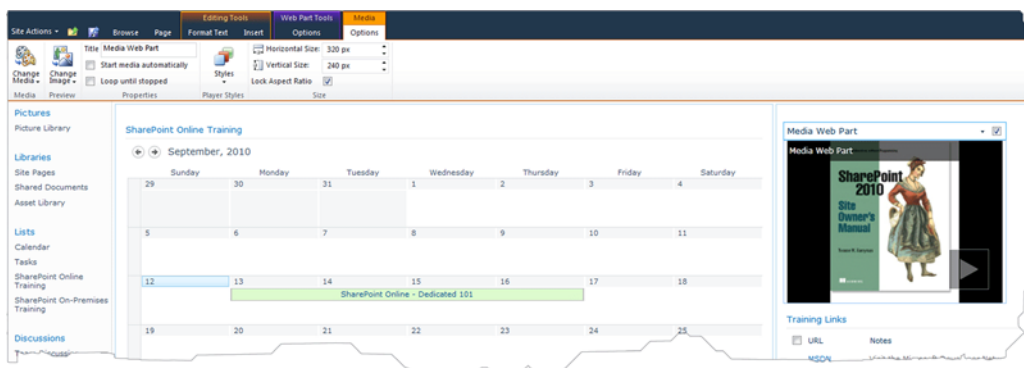 Editing Tools Web Part Tools Media
Site Actions Browse Page Format Text Insert Options Options
Title Media Web Part
Start media automatically
Loop until stopped
Change Media
Change Image
Styles
Horizontal Size: 320 px
Vertical Size: 240 px
Lock Aspect Ratio
Media Preview Properties Player Styles Size
Pictures
Picture Library
Libraries
Site Pages
Shared Documents
Asset Library
Lists
Calendar
Tasks
SharePoint Online
Training
SharePoint On-Premises
Training
Discussions
SharePoint Online Training
September, 2010
Sunday Monday Tuesday Wednesday Thursday Friday Saturday
29 30 31 1 2 3 4
5 6 7 8 9 10 11
12 13 14 15 16 17 18
SharePoint Online - Dedicated 101
19 20 21 22 23 24 25
Media Web Part
Media Web Part
SharePoint
2010
Site
Owner's
Manual
MANNING
Training Links
URL Notes
MSDN